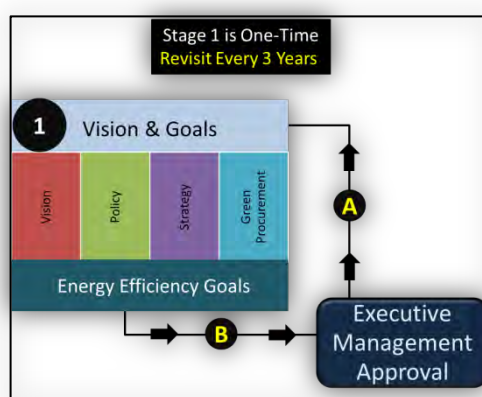 Stage 1 is One-Time
Revisit Every 3 Years
1
Vision & Goals
Vision
Policy
Strategy
Green
Procurement
A
Energy Efficiency Goals
B
Executive
Management
Approval